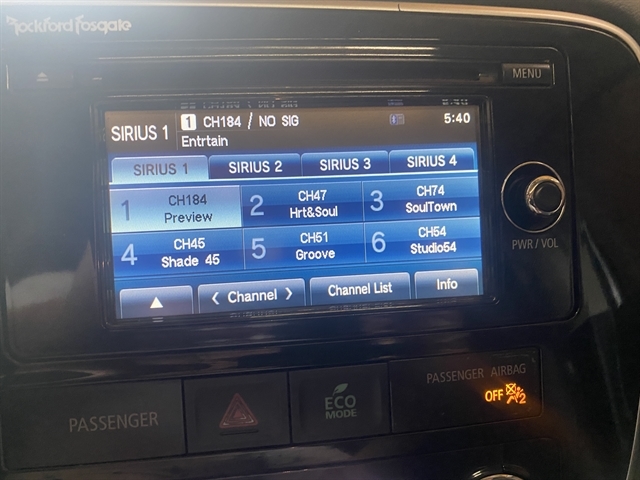 Rockford Fosgate
MENU
SIRIUS 1
1 CH184 / NO SIG
5:40
Entrtain
SIRIUS 1
SIRIUS 2
SIRIUS 3
SIRIUS 4
1 CH184 Preview
2 CH47 Hrt&Soul
3 CH74 SoulTown
4 CH45 Shade 45
5 CH51 Groove
6 CH54 Studio54
Channel
Channel List
Info
PWR / VOL
PASSENGER
ECO
MODE
PASSENGER AIRBAG
OFF 2